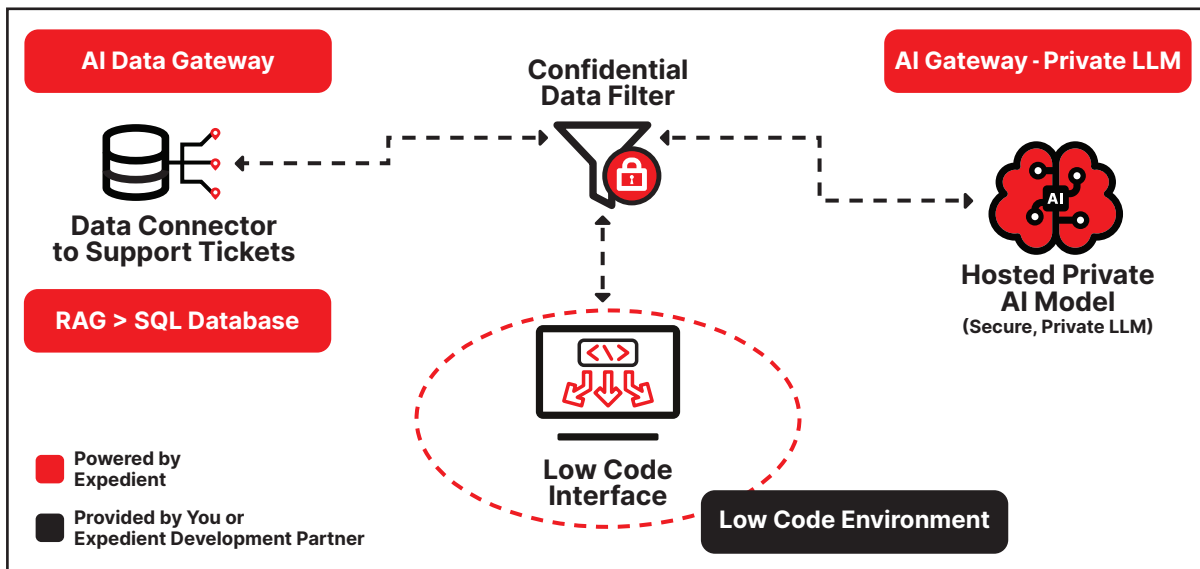 AI Data Gateway
Confidential
Data Filter
AI Gateway - Private LLM
Data Connector
to Support Tickets
AI
Hosted Private
AI Model
(Secure, Private LLM)
RAG > SQL Database
<\>
Low Code
Interface
Low Code Environment
Powered by
Expedient
Provided by You or
Expedient Development Partner